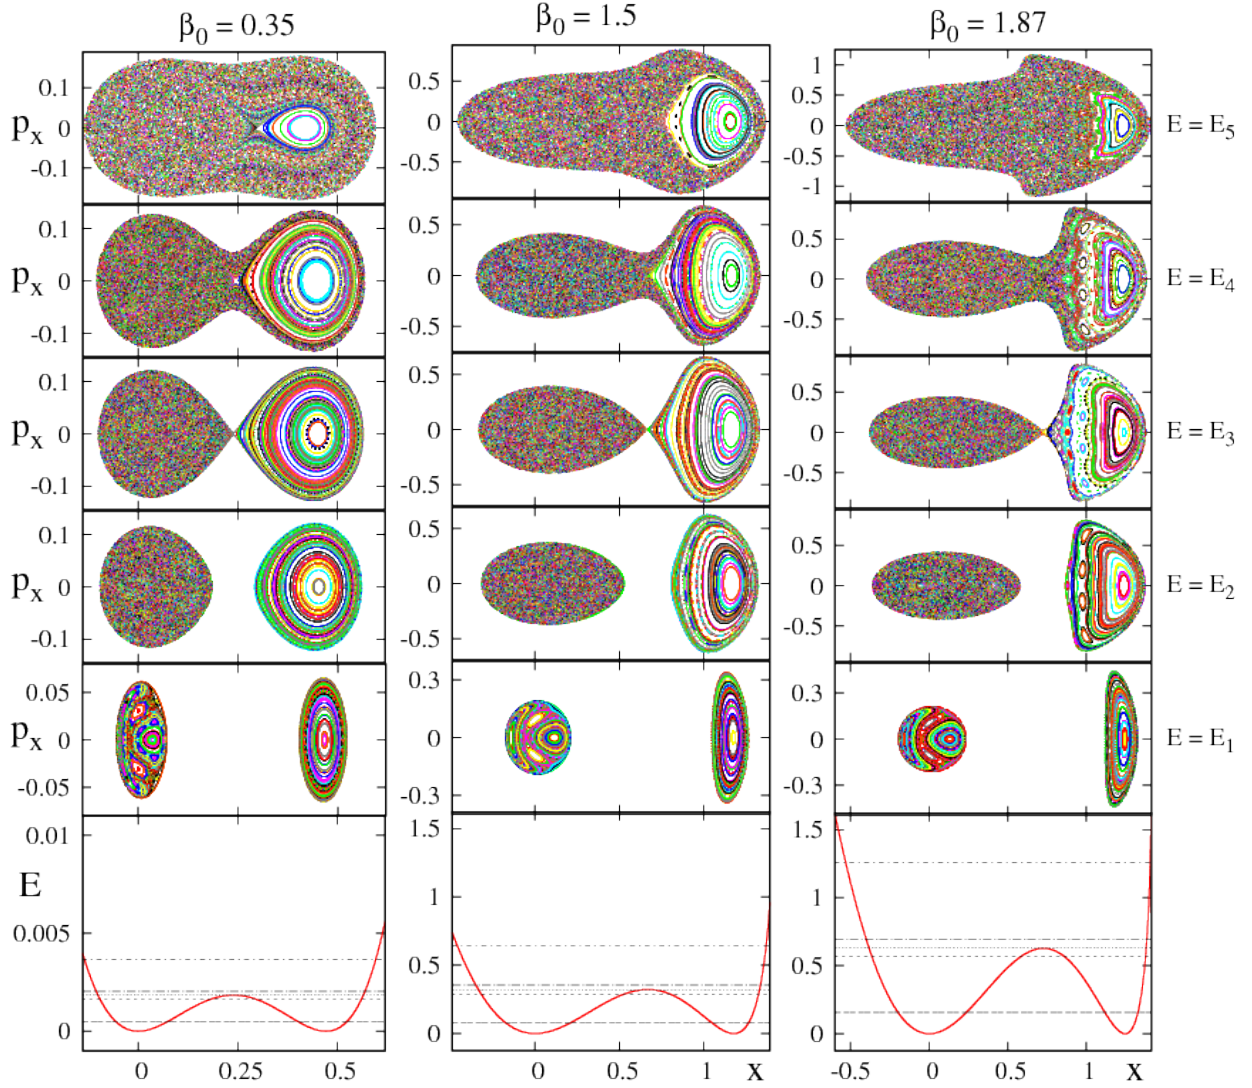 β₀ = 0.35 β₀ = 1.5 β₀ = 1.87
0.1 0.5 1
pₓ 0 0 0.5 E = E₅
-0.1 -0.5 0
-0.5
-1
0.1 0.5 0.5
pₓ 0 0 0 E = E₄
-0.1 -0.5 -0.5
0.1 0.5 0.5
pₓ 0 0 0 E = E₃
-0.1 -0.5 -0.5
0.1 0.5 0.5
pₓ 0 0 0 E = E₂
-0.1 -0.5 -0.5
0.05 0.3 0.3
pₓ 0 0 0 E = E₁
-0.05 -0.3 -0.3
0.01 1.5 1.5
E 1 1
0.005 0.5 0.5
0 0 0
0 0.25 0.5 0 0.5 1 x -0.5 0 0.5 1 x